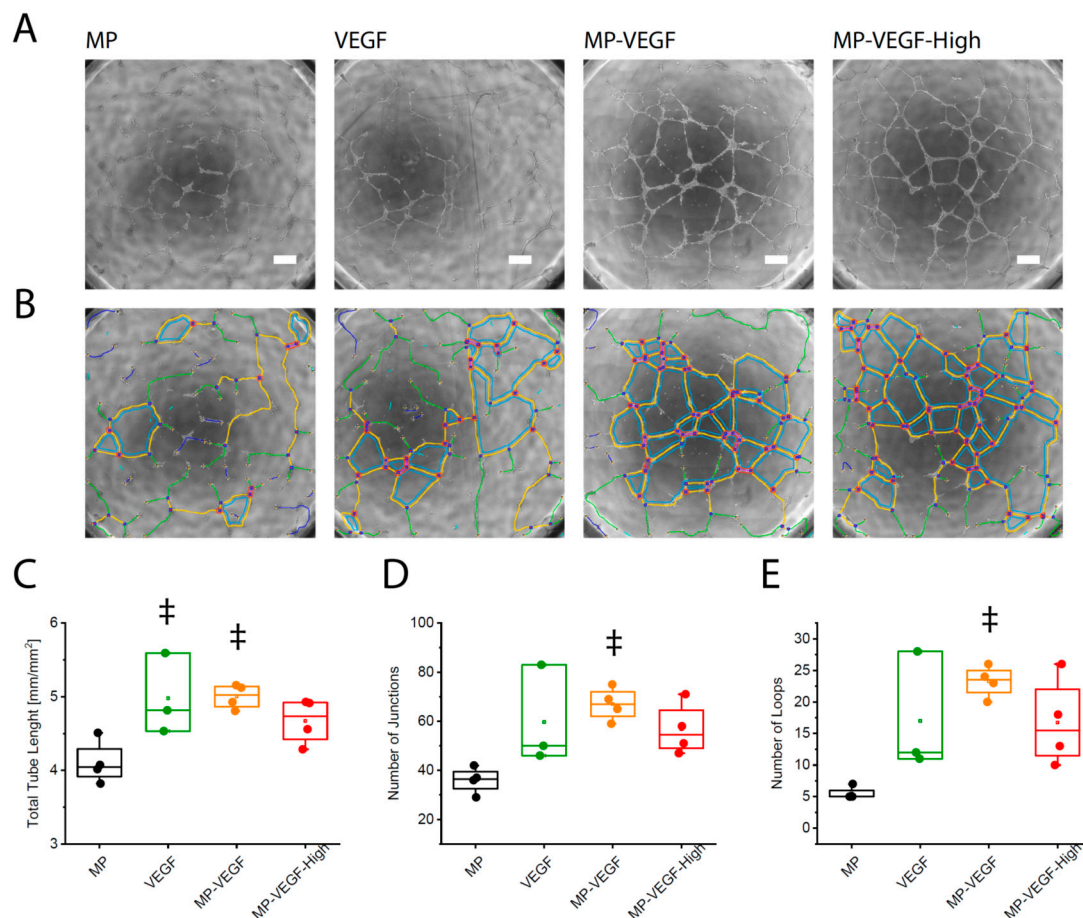 A
MP
VEGF
MP-VEGF
MP-VEGF-High
B
C
‡
‡
Total Tube Lenght [mm/mm²]
5
4
3
MP
VEGF
MP-VEGF
MP-VEGF-High
D
‡
Number of Junctions
100
80
60
40
20
MP
VEGF
MP-VEGF
MP-VEGF-High
E
‡
Number of Loops
25
20
15
10
5
0
MP
VEGF
MP-VEGF
MP-VEGF-High